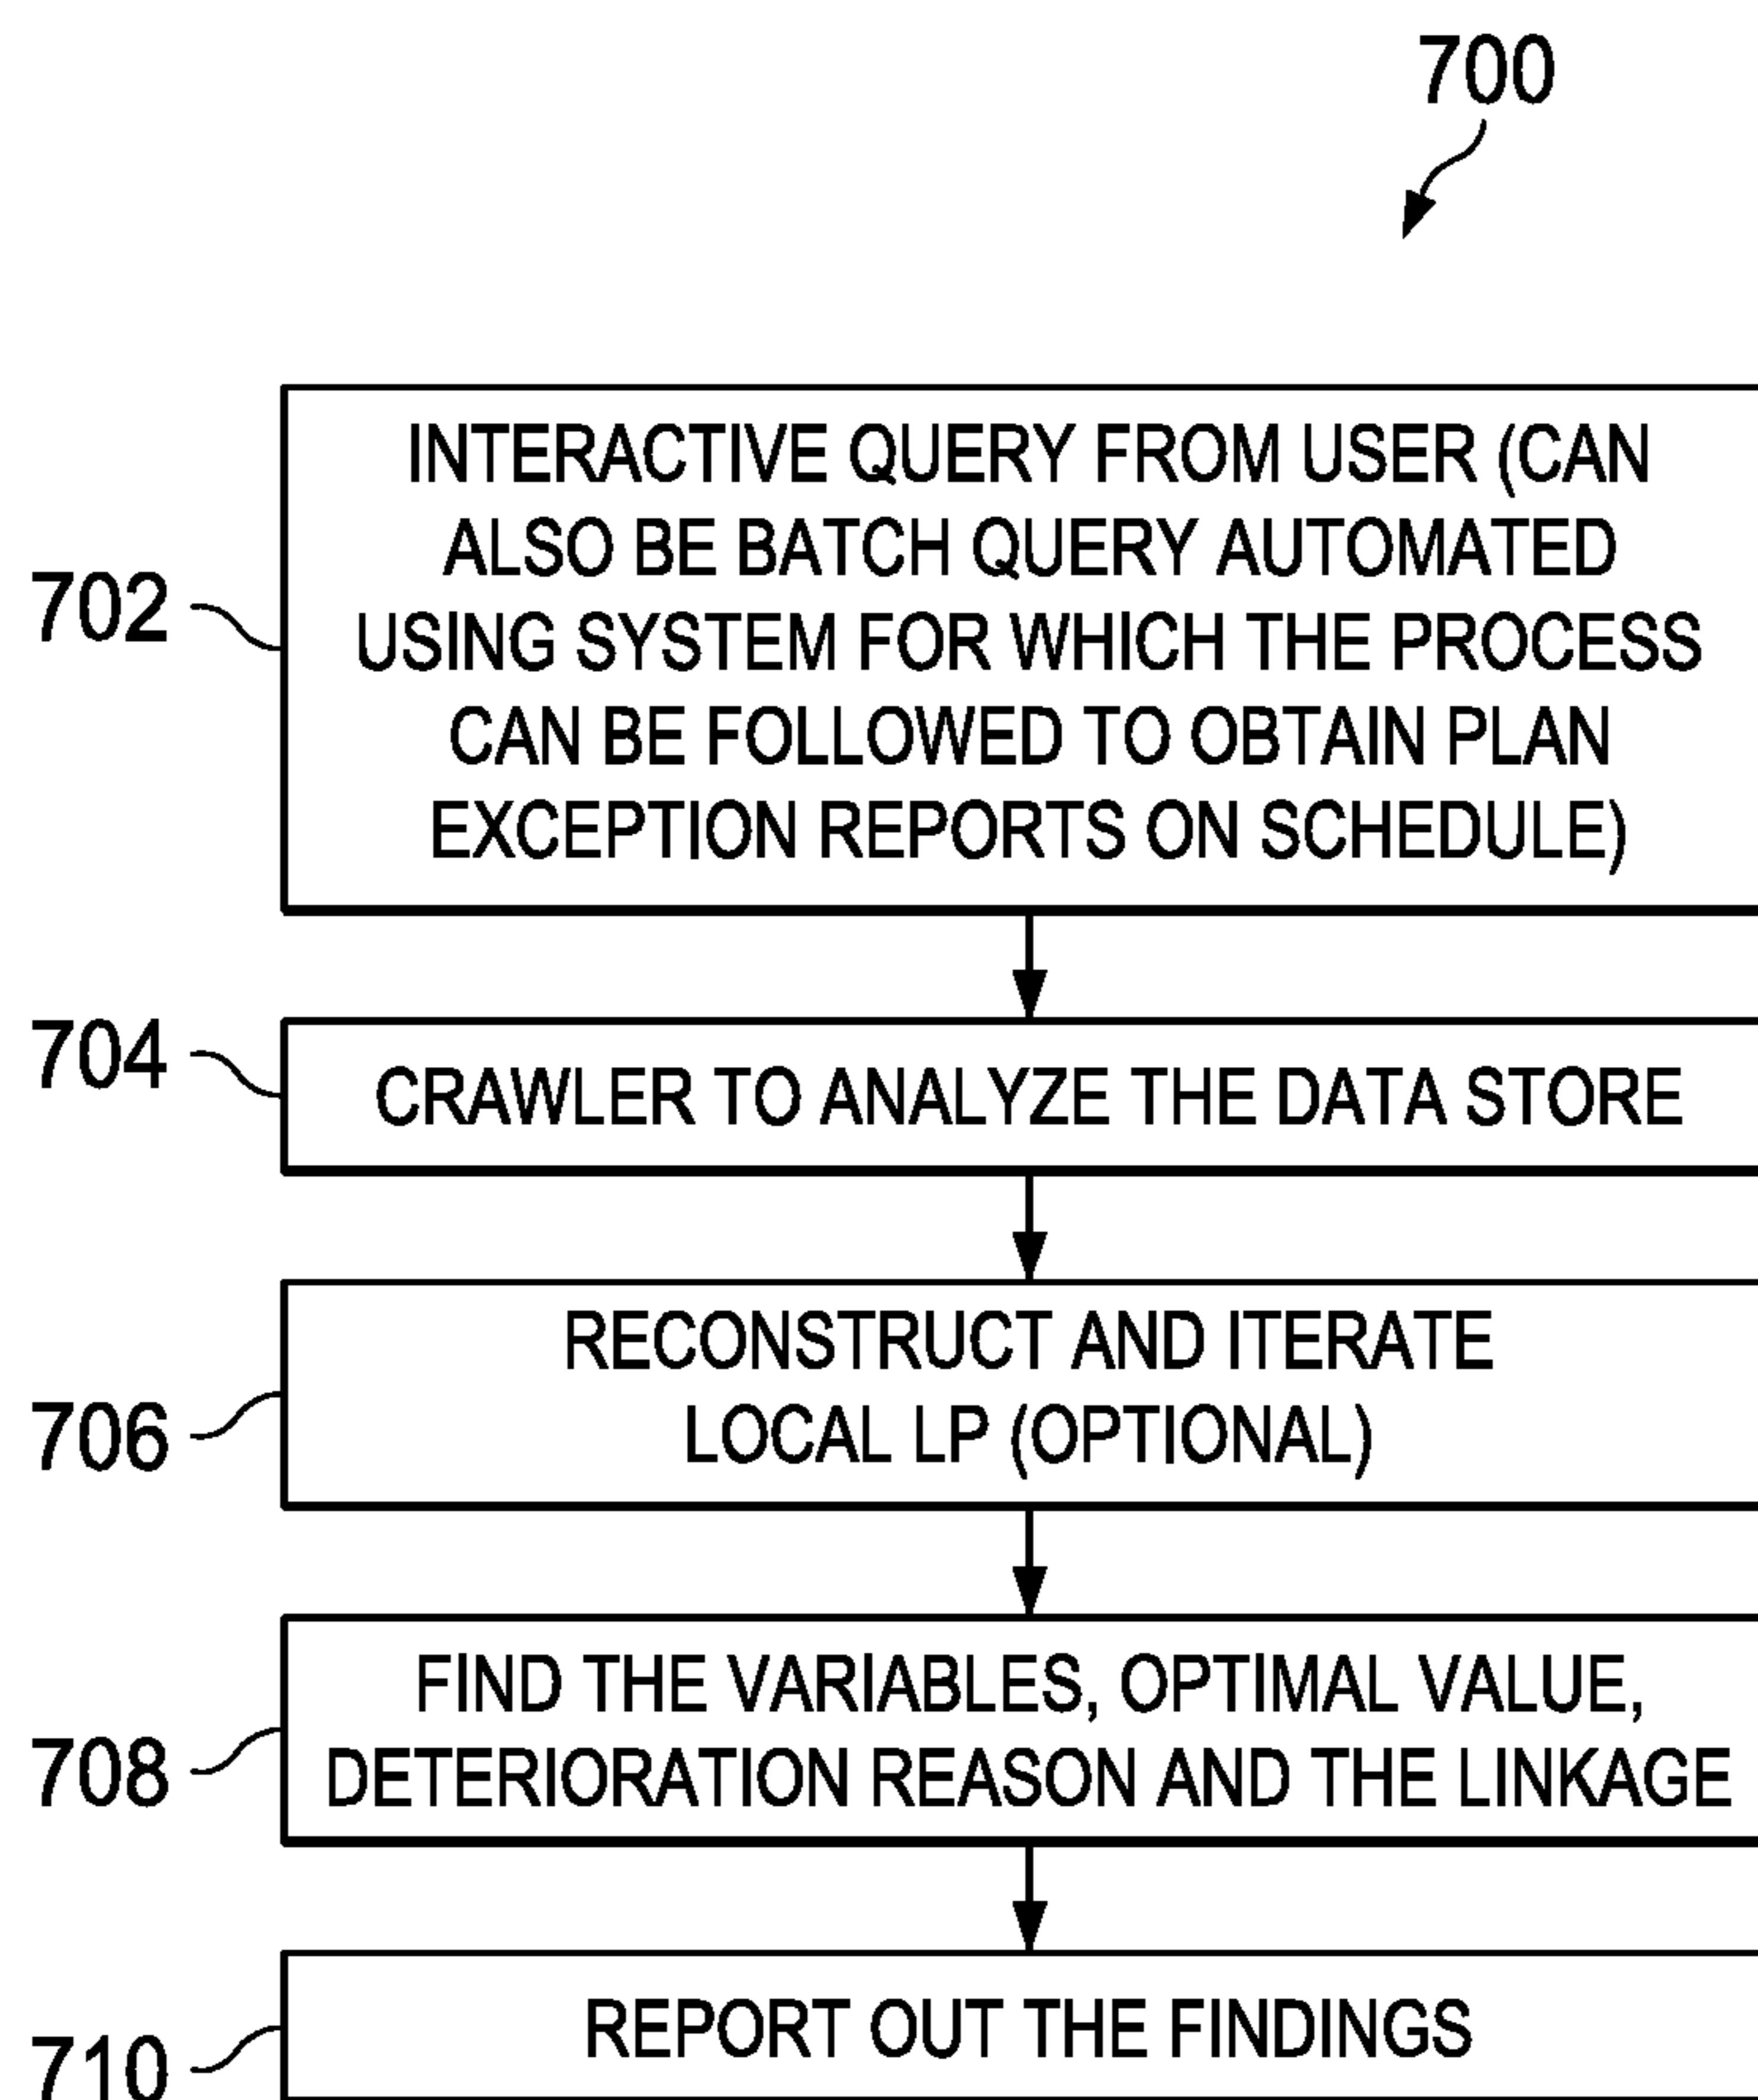 700
702
INTERACTIVE QUERY FROM USER (CAN
ALSO BE BATCH QUERY AUTOMATED
USING SYSTEM FOR WHICH THE PROCESS
CAN BE FOLLOWED TO OBTAIN PLAN
EXCEPTION REPORTS ON SCHEDULE)
704
CRAWLER TO ANALYZE THE DATA STORE
706
RECONSTRUCT AND ITERATE
LOCAL LP (OPTIONAL)
708
FIND THE VARIABLES, OPTIMAL VALUE,
DETERIORATION REASON AND THE LINKAGE
710
REPORT OUT THE FINDINGS